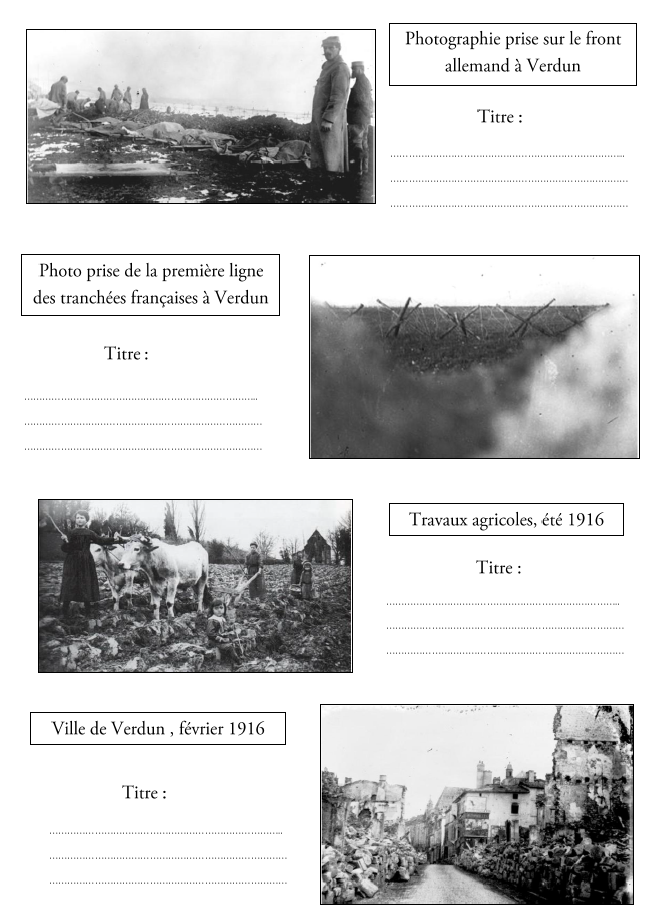 Photographie prise sur le front
allemand à Verdun
Titre :
Photo prise de la première ligne
des tranchées françaises à Verdun
Titre :
Travaux agricoles, été 1916
Titre :
Ville de Verdun , février 1916
Titre :